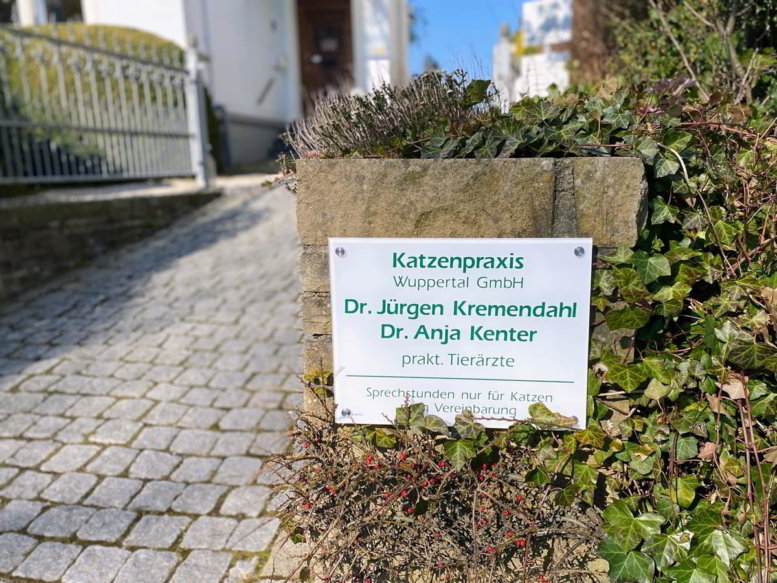 Katzenpraxis
Wuppertal GmbH
Dr. Jürgen Kremendahl
Dr. Anja Kenter
prakt. Tierärzte
Sprechstunden nur für Katzen
Vereinbarung